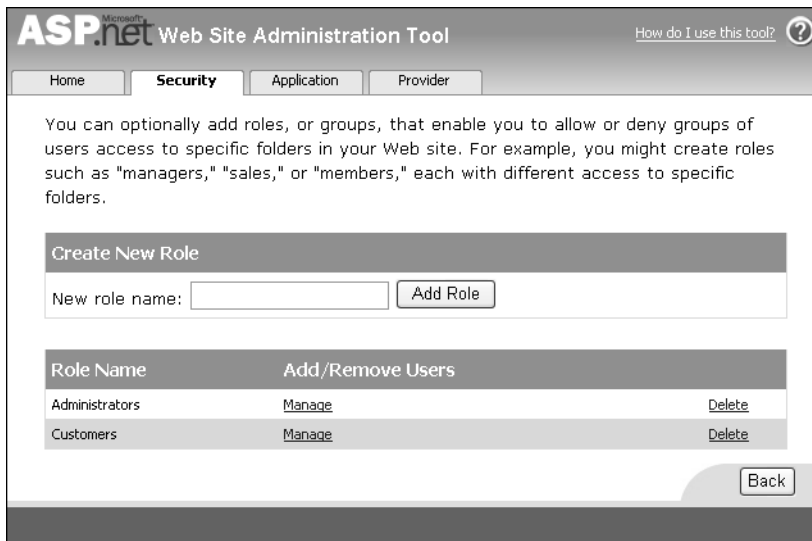 Microsoft
ASP.net Web Site Administration Tool
How do I use this tool? ?
Home Security Application Provider
You can optionally add roles, or groups, that enable you to allow or deny groups of
users access to specific folders in your Web site. For example, you might create roles
such as "managers," "sales," or "members," each with different access to specific
folders.
Create New Role
New role name: Add Role
Role Name Add/Remove Users
Administrators Manage Delete
Customers Manage Delete
Back